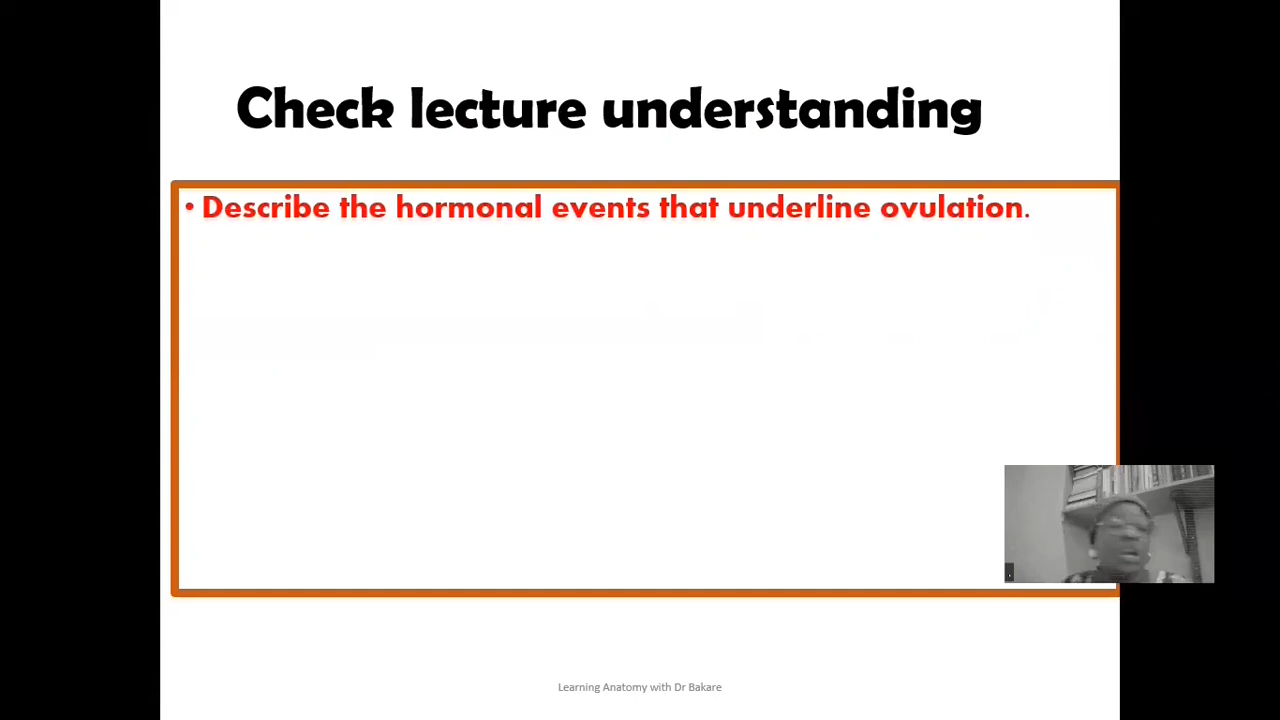 Check lecture understanding
• Describe the hormonal events that underline ovulation.
Learning Anatomy with Dr Bakare